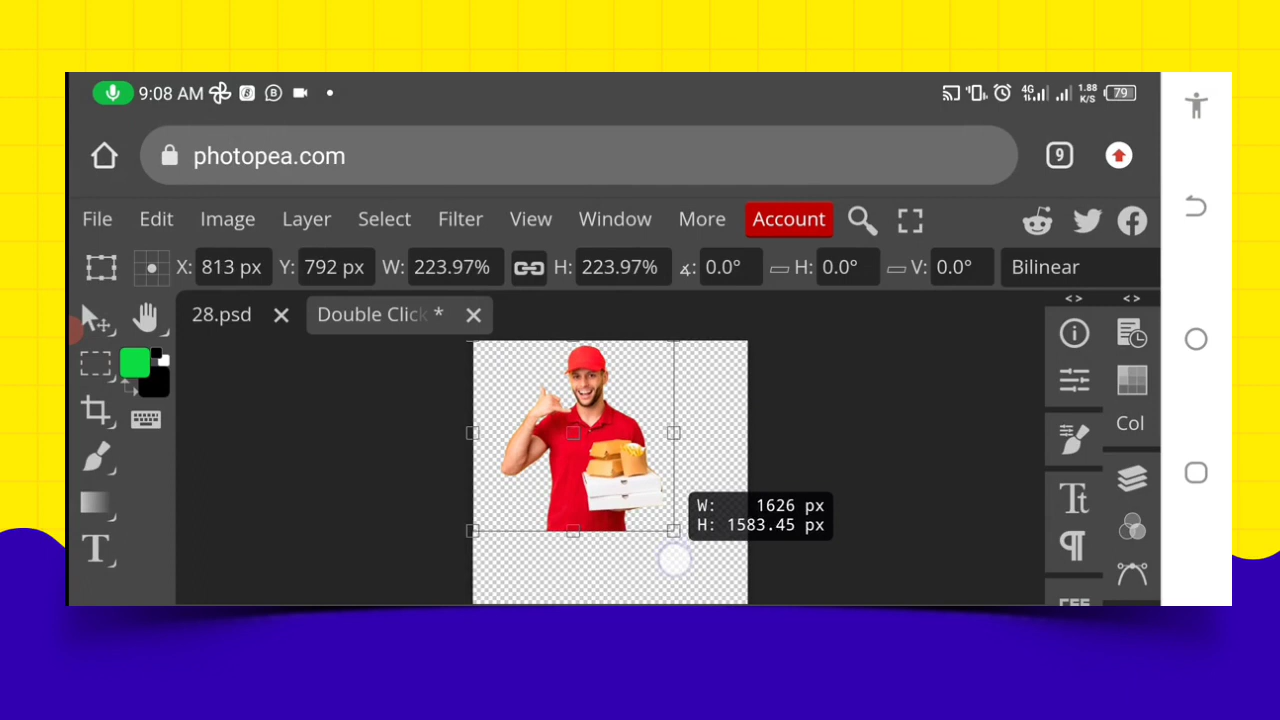 9:08 AM
4G
1.88
K/S
79
photopea.com
9
File Edit Image Layer Select Filter View Window More Account
X: 813 px Y: 792 px W: 223.97% H: 223.97% 0.0° H: 0.0° V: 0.0° Bilinear
28.psd Double Click *
< > < >
Col
W: 1626 px
H: 1583.45 px
T
Tt
¶